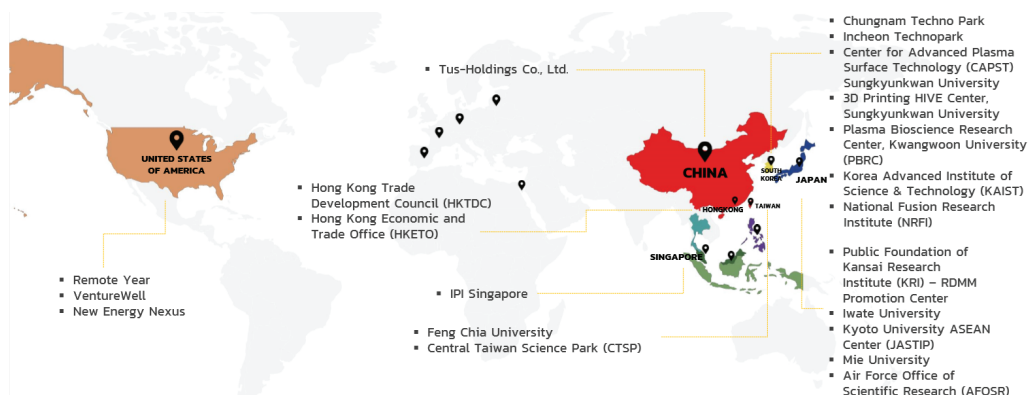 ▪ Chungnam Techno Park
▪ Incheon Technopark
▪ Center for Advanced Plasma
Surface Technology (CAPST)
Sungkyunkwan University
▪ 3D Printing HIVE Center,
Sungkyunkwan University
▪ Plasma Bioscience Research
Center, Kwangwoon University
(PBRC)
▪ Korea Advanced Institute of
Science & Technology (KAIST)
▪ National Fusion Research
Institute (NRFI)
▪ Tus-Holdings Co., Ltd.
UNITED STATES
OF AMERICA
CHINA
SOUTH
KOREA
JAPAN
HONGKONG
TAIWAN
SINGAPORE
▪ Hong Kong Trade
Development Council (HKTDC)
▪ Hong Kong Economic and
Trade Office (HKETO)
▪ Remote Year
▪ VentureWell
▪ New Energy Nexus
▪ IPI Singapore
▪ Feng Chia University
▪ Central Taiwan Science Park (CTSP)
▪ Public Foundation of
Kansai Research
Institute (KRI) – RDMM
Promotion Center
▪ Iwate University
▪ Kyoto University ASEAN
Center (JASTIP)
▪ Mie University
▪ Air Force Office of
Scientific Research (AFOSR)